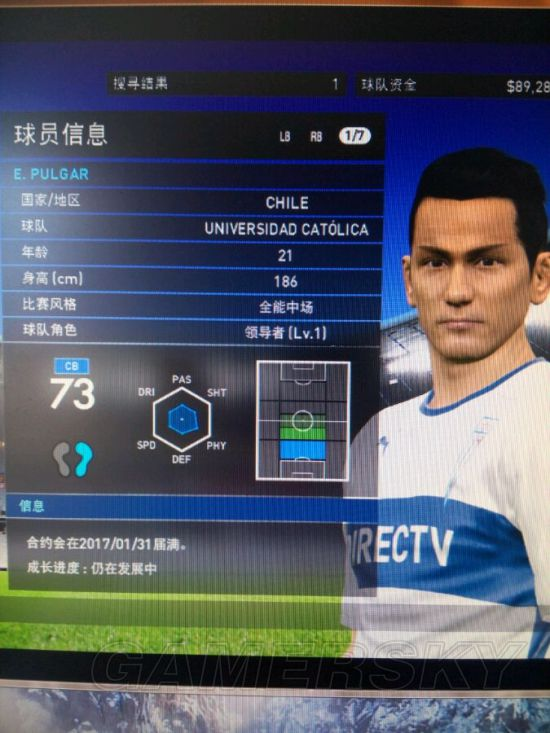 搜寻结果 1 球队资金 $89,28
球员信息 LB RB 1/7
E. PULGAR
国家/地区 CHILE
球队 UNIVERSIDAD CATÓLICA
年龄 21
身高(cm) 186
比赛风格 全能中场
球队角色 领导者(Lv.1)
CB
73
PAS
DRI SHT
SPD PHY
DEF
信息
合约会在2017/01/31届满。
成长进度:仍在发展中
DIRECTV
GAMERSKY